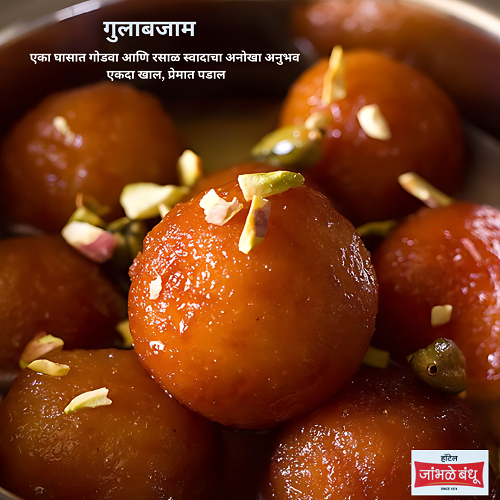 गुलाबजाम
एका घासात गोडवा आणि रसाळ स्वादाचा अनोखा अनुभव
एकदा खाल, प्रेमात पडाल
हॉटेल
जांभळे बंधू